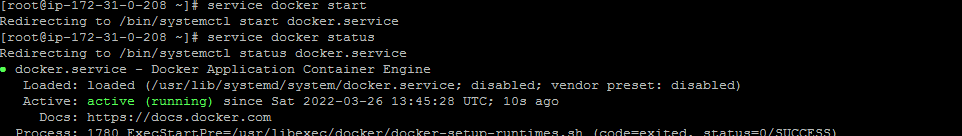 [root@ip-172-31-0-208 ~]# service docker start
Redirecting to /bin/systemctl start docker.service
[root@ip-172-31-0-208 ~]# service docker status
Redirecting to /bin/systemctl status docker.service
● docker.service - Docker Application Container Engine
Loaded: loaded (/usr/lib/systemd/system/docker.service; disabled; vendor preset: disabled)
Active: active (running) since Sat 2022-03-26 13:45:28 UTC; 10s ago
Docs: https://docs.docker.com
Process: 1780 ExecStartPre=/usr/libexec/docker/docker-setup-runtimes.sh (code=exited, status=0/SUCCESS)